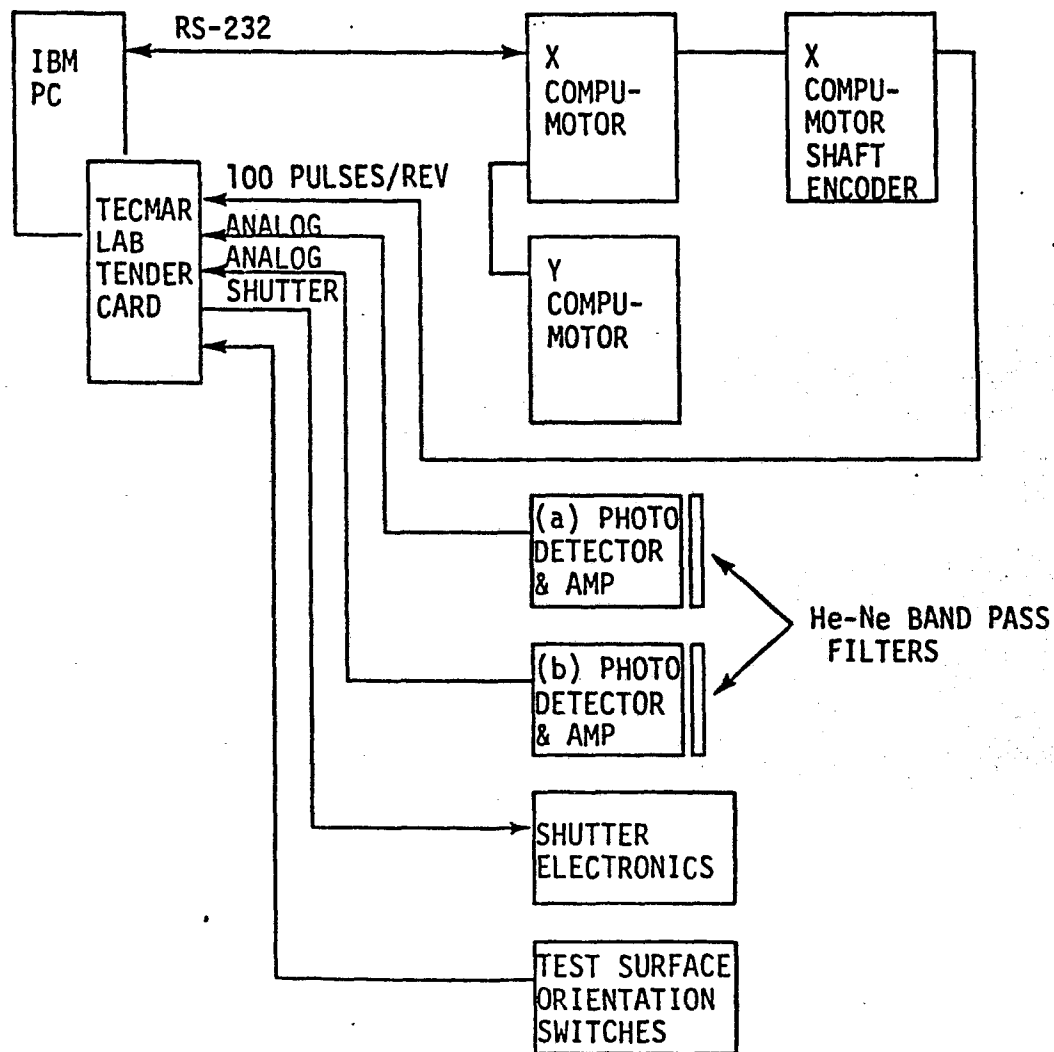 RS-232
IBM
PC
X
COMPU-
MOTOR
X
COMPU-
MOTOR
SHAFT
ENCODER
100 PULSES/REV
TECMAR
LAB
TENDER
CARD
ANALOG
ANALOG
SHUTTER
Y
COMPU-
MOTOR
(a) PHOTO
DETECTOR
& AMP
He-Ne BAND PASS
FILTERS
(b) PHOTO
DETECTOR
& AMP
SHUTTER
ELECTRONICS
TEST SURFACE
ORIENTATION
SWITCHES